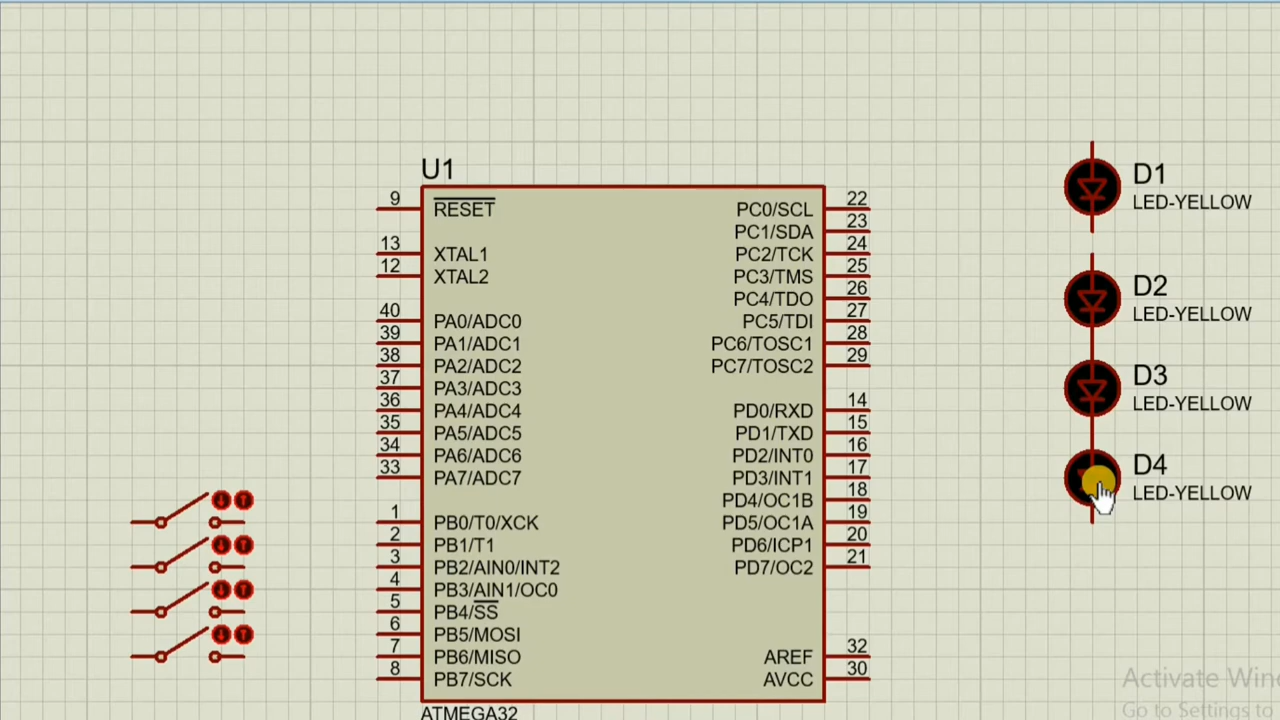 U1
9 RESET
13 XTAL1
12 XTAL2
40 PA0/ADC0
39 PA1/ADC1
38 PA2/ADC2
37 PA3/ADC3
36 PA4/ADC4
35 PA5/ADC5
34 PA6/ADC6
33 PA7/ADC7
1 PB0/T0/XCK
2 PB1/T1
3 PB2/AIN0/INT2
4 PB3/AIN1/OC0
5 PB4/SS
6 PB5/MOSI
7 PB6/MISO
8 PB7/SCK
PC0/SCL 22
PC1/SDA 23
PC2/TCK 24
PC3/TMS 25
PC4/TDO 26
PC5/TDI 27
PC6/TOSC1 28
PC7/TOSC2 29
PD0/RXD 14
PD1/TXD 15
PD2/INT0 16
PD3/INT1 17
PD4/OC1B 18
PD5/OC1A 19
PD6/ICP1 20
PD7/OC2 21
AREF 32
AVCC 30
ATMEGA32
D1
LED-YELLOW
D2
LED-YELLOW
D3
LED-YELLOW
D4
LED-YELLOW
Activate Win
Go to Settings to